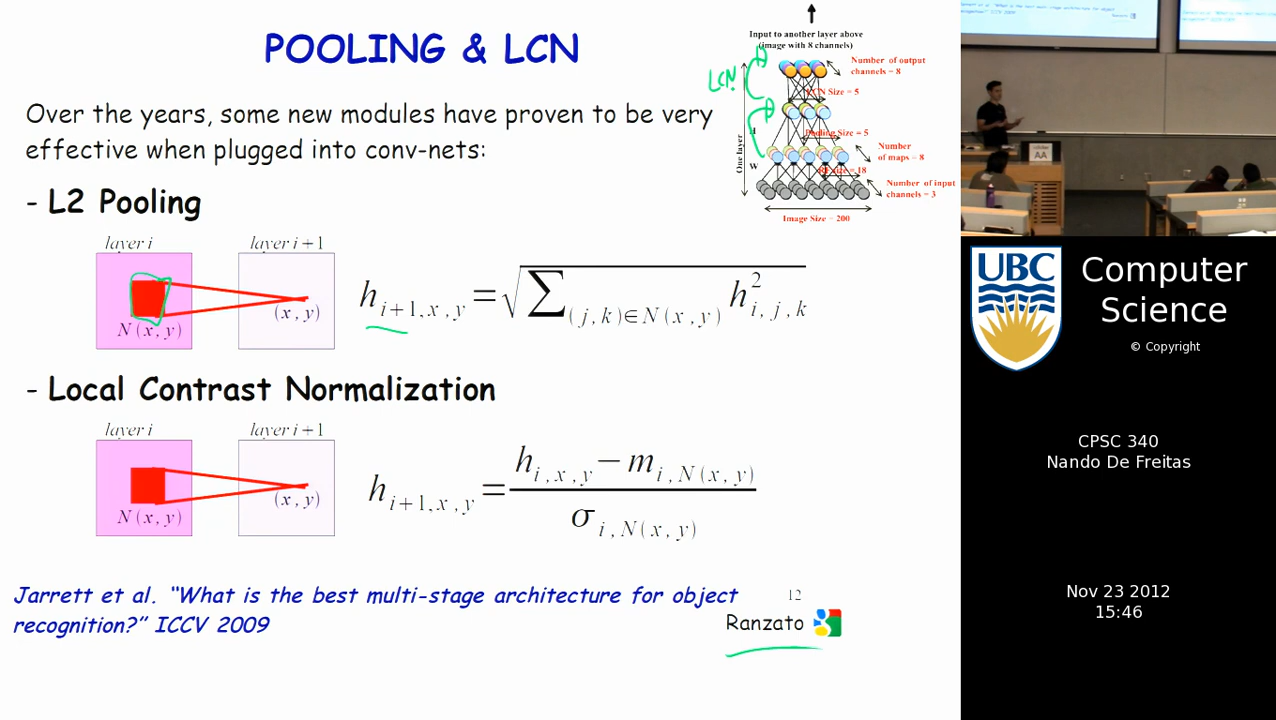 POOLING & LCN
Over the years, some new modules have proven to be very
effective when plugged into conv-nets:
- L2 Pooling
layer i
layer i+1
N(x,y)
(x,y)
h_{i+1,x,y} = √∑_{(j,k)∈N(x,y)} h²_{i,j,k}
- Local Contrast Normalization
layer i
layer i+1
N(x,y)
(x,y)
h_{i+1,x,y} = (h_{i,x,y} − m_{i,N(x,y)}) / σ_{i,N(x,y)}
Jarrett et al. “What is the best multi-stage architecture for object
recognition?” ICCV 2009
12
Ranzato
Input to another layer above
(image with 8 channels)
LCN
Number of output
channels = 8
LCN Size = 5
Pooling Size = 5
One layer
H
W
Number of maps = 8
RF size = 18
Number of input
channels = 3
Image Size = 200
AA
UBC
Computer
Science
© Copyright
CPSC 340
Nando De Freitas
Nov 23 2012
15:46